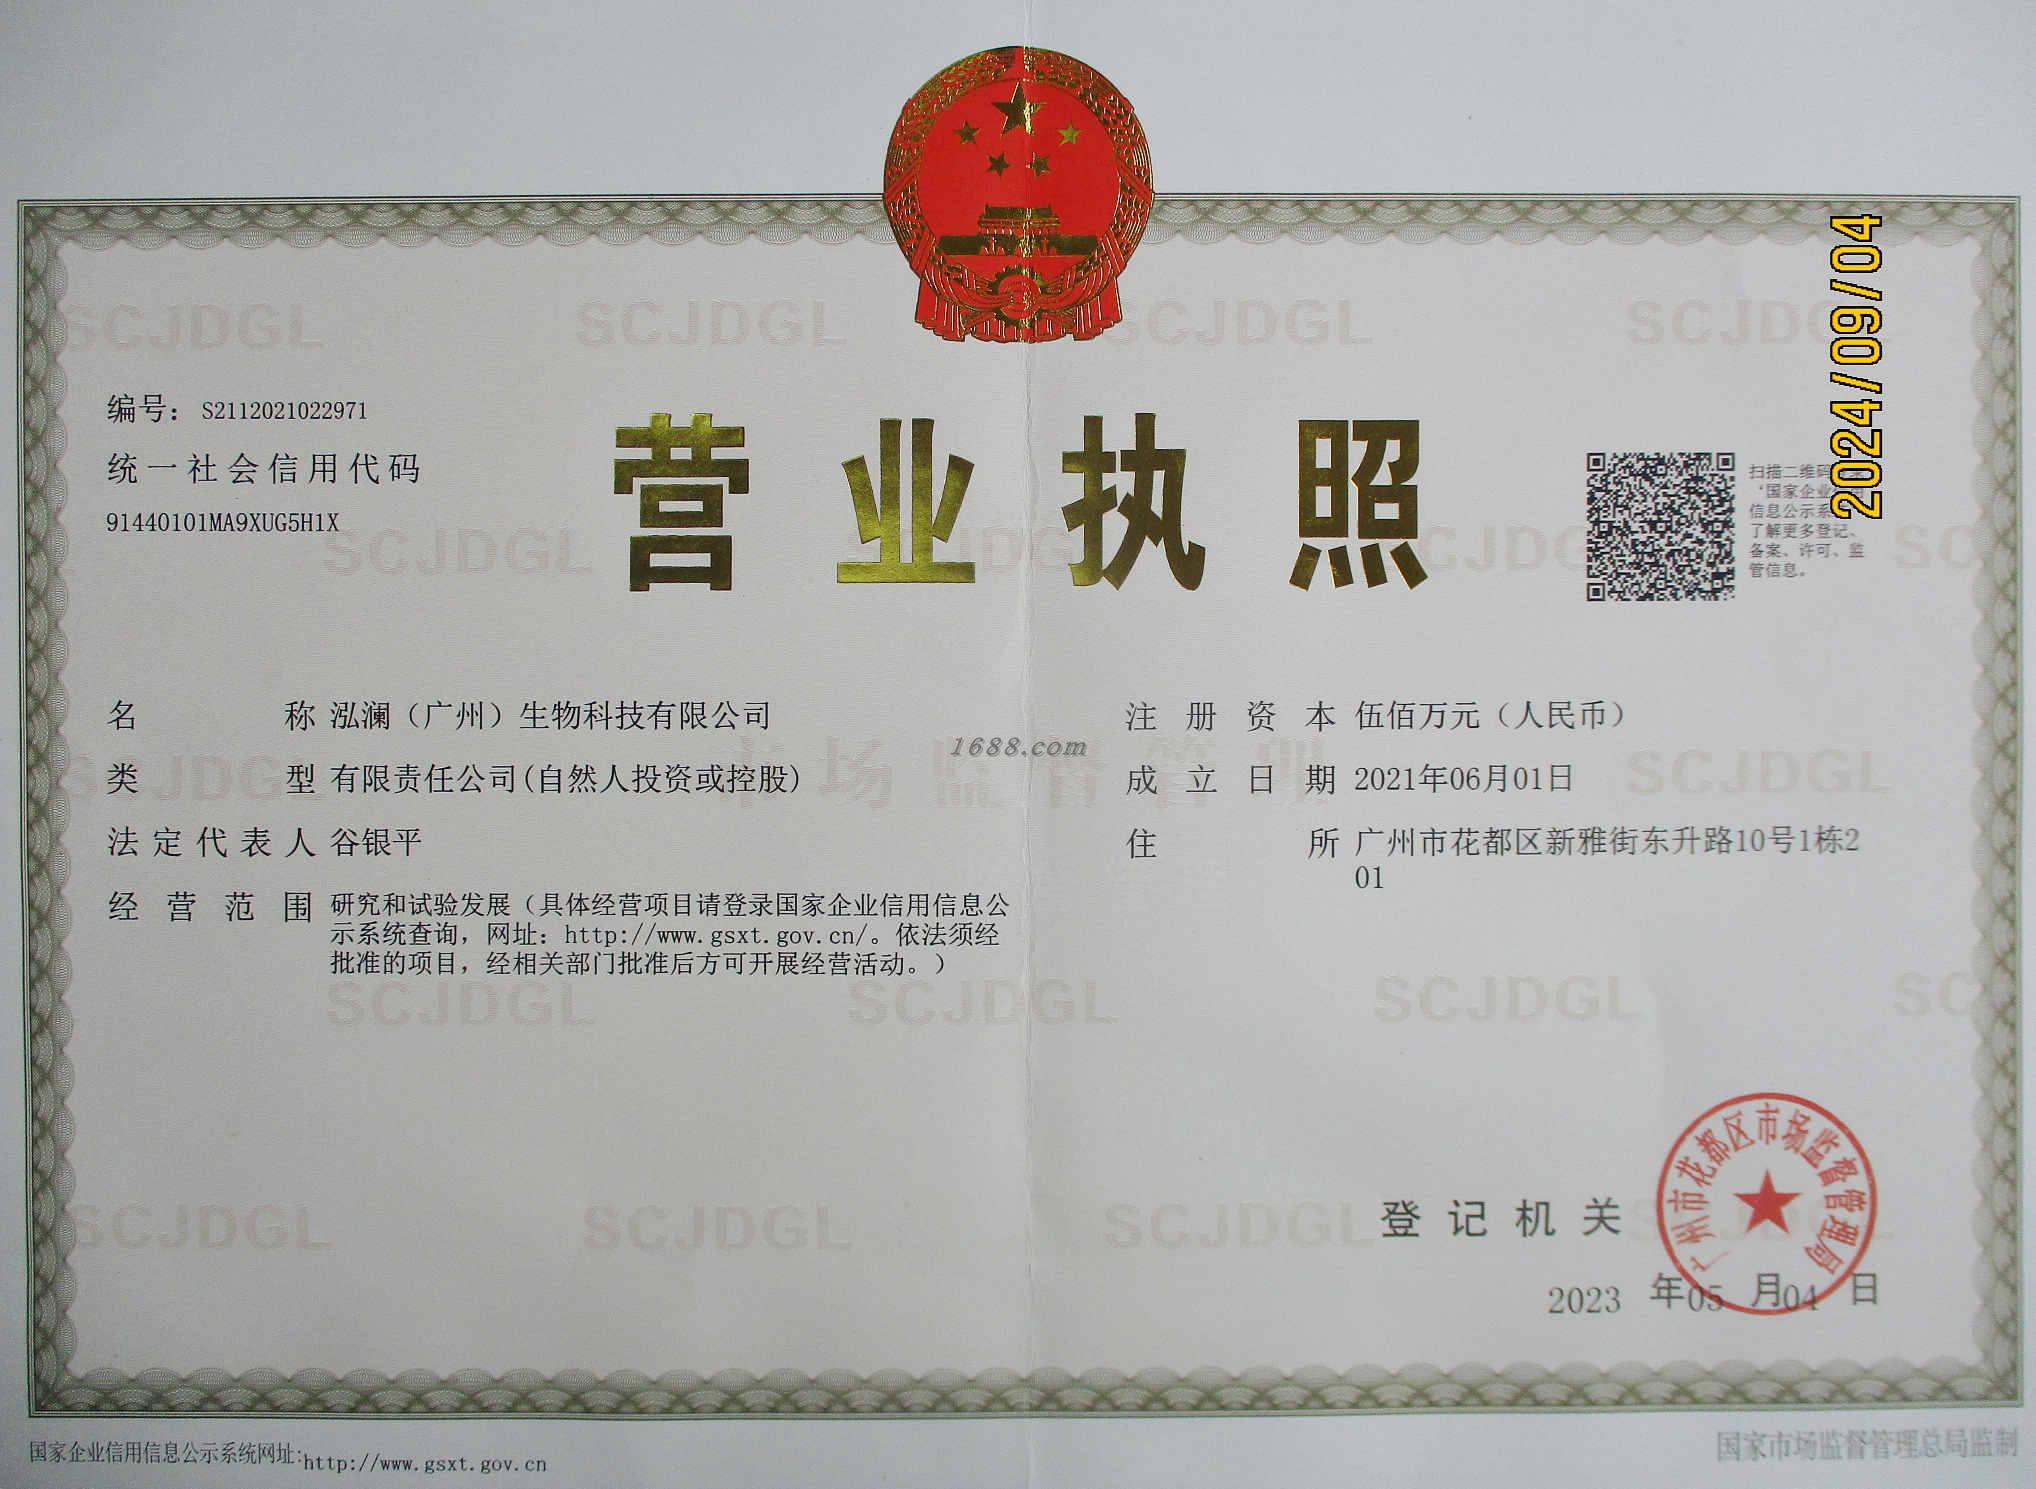 2024/09/04
编号： S2112021022971
统一社会信用代码
91440101MA9XUG5H1X
营业执照
扫描二维码
‘国家企业
信息公示系
了解更多登记、
备案、许可、监
管信息。
名称 泓澜（广州）生物科技有限公司
类型 有限责任公司(自然人投资或控股)
法定代表人 谷银平
经营范围 研究和试验发展（具体经营项目请登录国家企业信用信息公
示系统查询，网址：http://www.gsxt.gov.cn/。依法须经
批准的项目，经相关部门批准后方可开展经营活动。）
1688.com
注册资本 伍佰万元（人民币）
成立日期 2021年06月01日
住所 广州市花都区新雅街东升路10号1栋2
01
市场监督管理
SCJDGL
登记机关
广州市花都区市场监督管理局
2023 年05 月04 日
国家企业信用信息公示系统网址:http://www.gsxt.gov.cn
国家市场监督管理总局监制